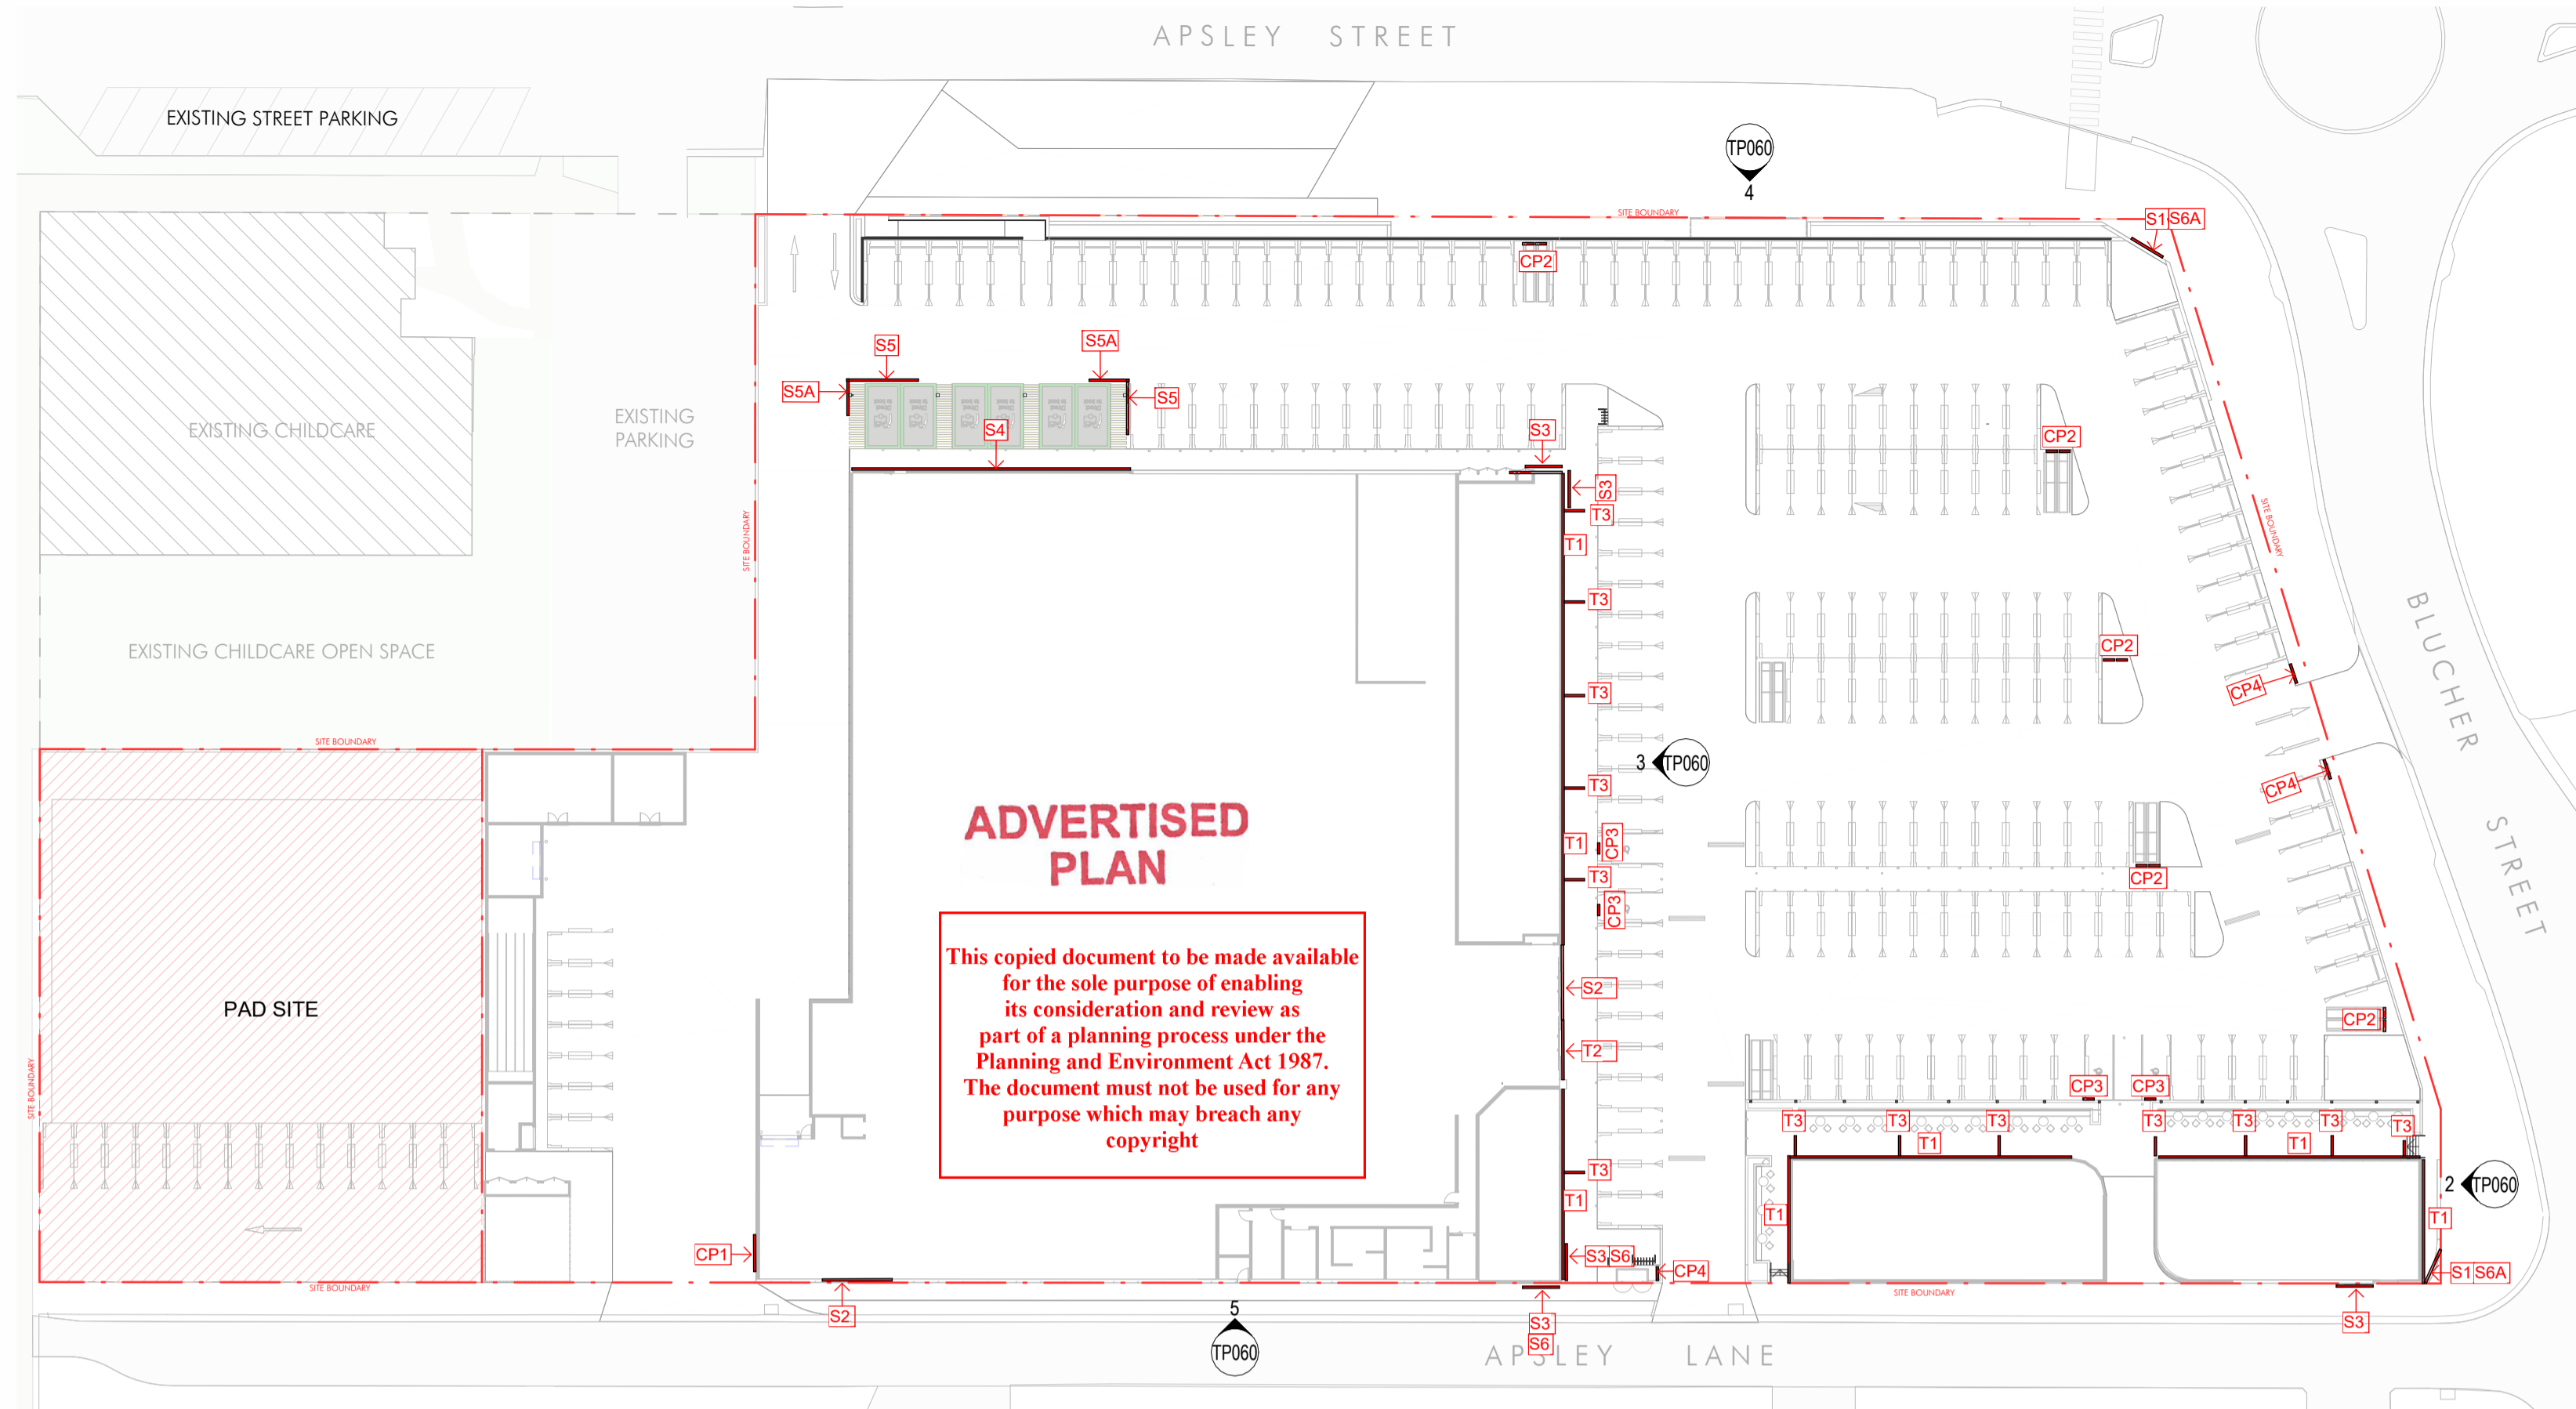 APSLEY STREET
EXISTING STREET PARKING
TP060
4
SITE BOUNDARY
S1 S6A
CP2
S5
S5A
S5A
S5
EXISTING CHILDCARE
EXISTING
PARKING
S4
S3
CP2
S3
T3
T1
SITE BOUNDARY
SITE BOUNDARY
T3
BLUCHER STREET
EXISTING CHILDCARE OPEN SPACE
CP2
T3
CP4
SITE BOUNDARY
3 TP060
T3
CP4
ADVERTISED
PLAN
T1
CP3
T3
CP2
CP3
This copied document to be made available
for the sole purpose of enabling
its consideration and review as
part of a planning process under the
Planning and Environment Act 1987.
The document must not be used for any
purpose which may breach any
copyright
S2
PAD SITE
CP2
T2
SITE BOUNDARY
CP3
CP3
T3
T3
T3
T3
T3
T3
T3
T1
T1
T3
T1
T1
T1
2 TP060
CP1
S3 S6
CP4
S1 S6A
SITE BOUNDARY
SITE BOUNDARY
S2
5
TP060
S3
S6
S3
APSLEY LANE